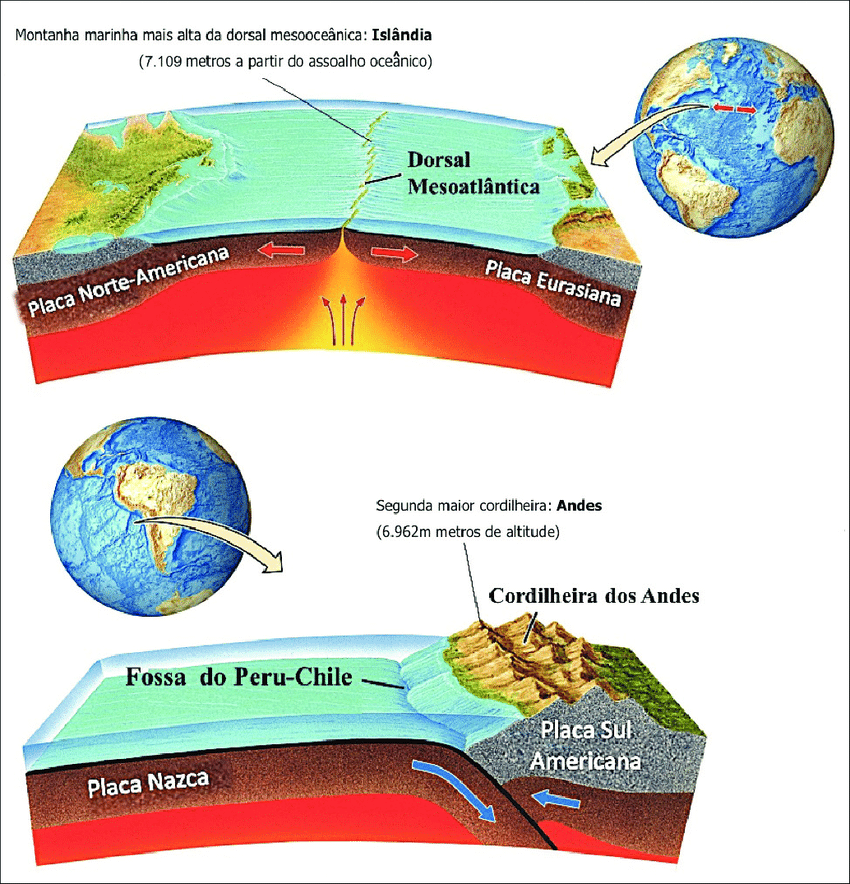 Montanha marinha mais alta da dorsal mesooceânica: Islândia
(7.109 metros a partir do assoalho oceânico)
Dorsal
Mesoatlântica
Placa Norte-Americana
Placa Eurasiana
Segunda maior cordilheira: Andes
(6.962m metros de altitude)
Cordilheira dos Andes
Fossa do Peru-Chile
Placa Sul
Americana
Placa Nazca